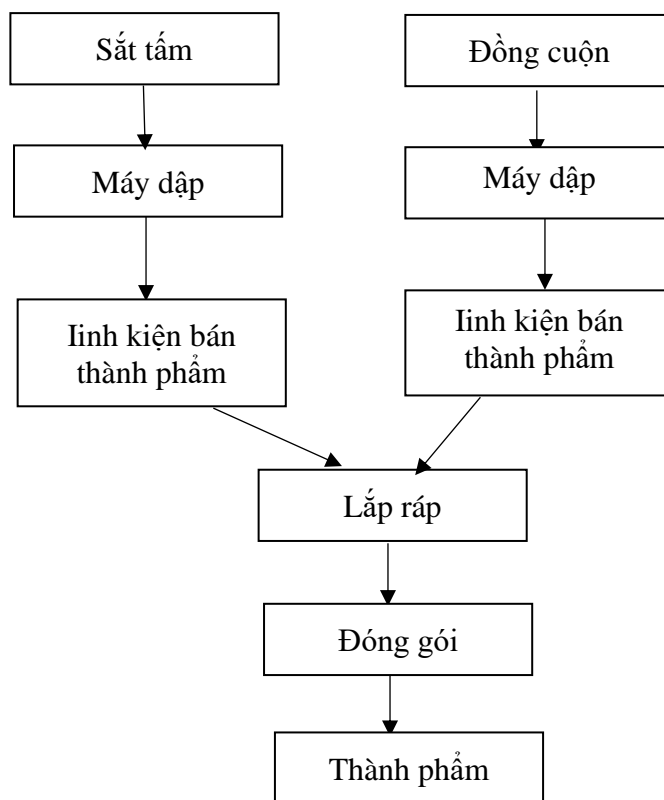 Sắt tấm
Đồng cuộn
Máy dập
Máy dập
Iinh kiện bán
thành phẩm
Iinh kiện bán
thành phẩm
Lắp ráp
Đóng gói
Thành phẩm